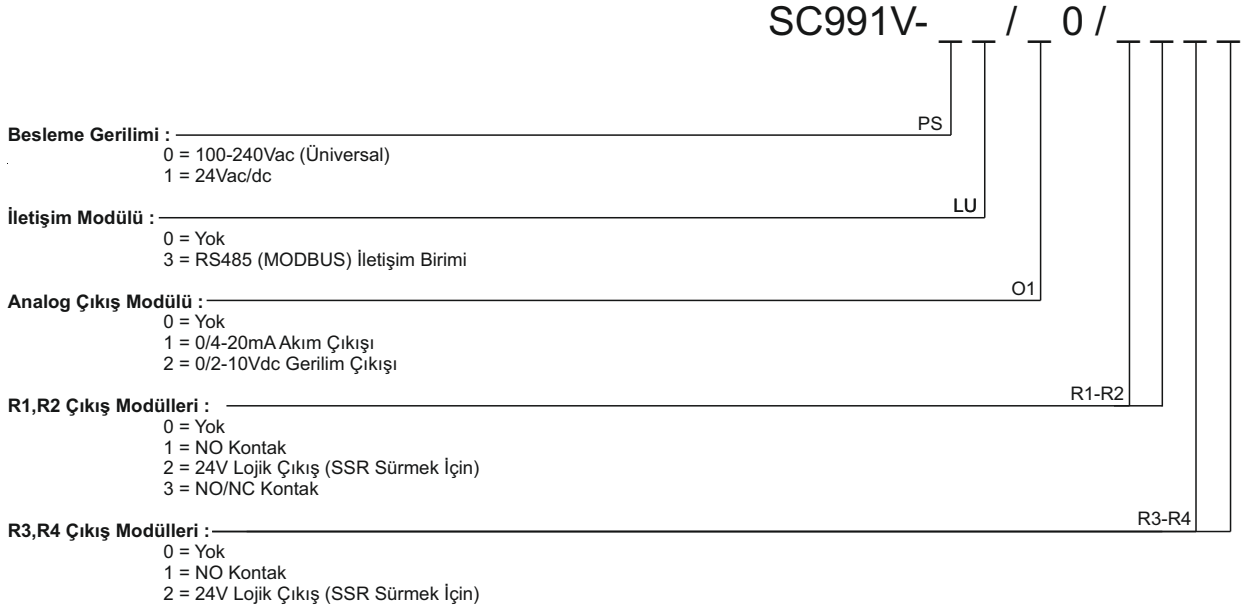 SC991V- _ _ / _ 0 / _ _ _ _
PS
Besleme Gerilimi :
0 = 100-240Vac (Üniversal)
1 = 24Vac/dc
LU
İletişim Modülü :
0 = Yok
3 = RS485 (MODBUS) İletişim Birimi
O1
Analog Çıkış Modülü :
0 = Yok
1 = 0/4-20mA Akım Çıkışı
2 = 0/2-10Vdc Gerilim Çıkışı
R1-R2
R1,R2 Çıkış Modülleri :
0 = Yok
1 = NO Kontak
2 = 24V Lojik Çıkış (SSR Sürmek İçin)
3 = NO/NC Kontak
R3-R4
R3,R4 Çıkış Modülleri :
0 = Yok
1 = NO Kontak
2 = 24V Lojik Çıkış (SSR Sürmek İçin)